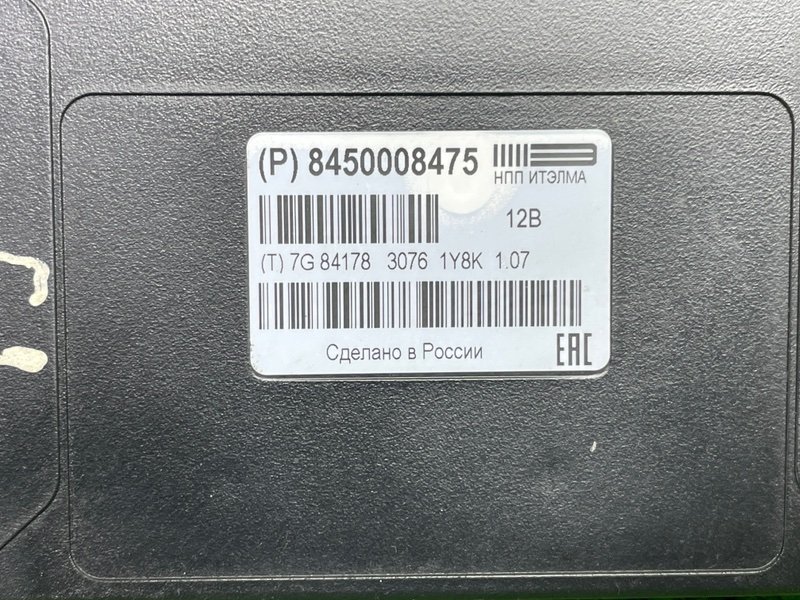 (P) 8450008475
НПП ИТЭЛМА
12В
(T) 7G 84178 3076 1Y8K 1.07
Сделано в России
EAC